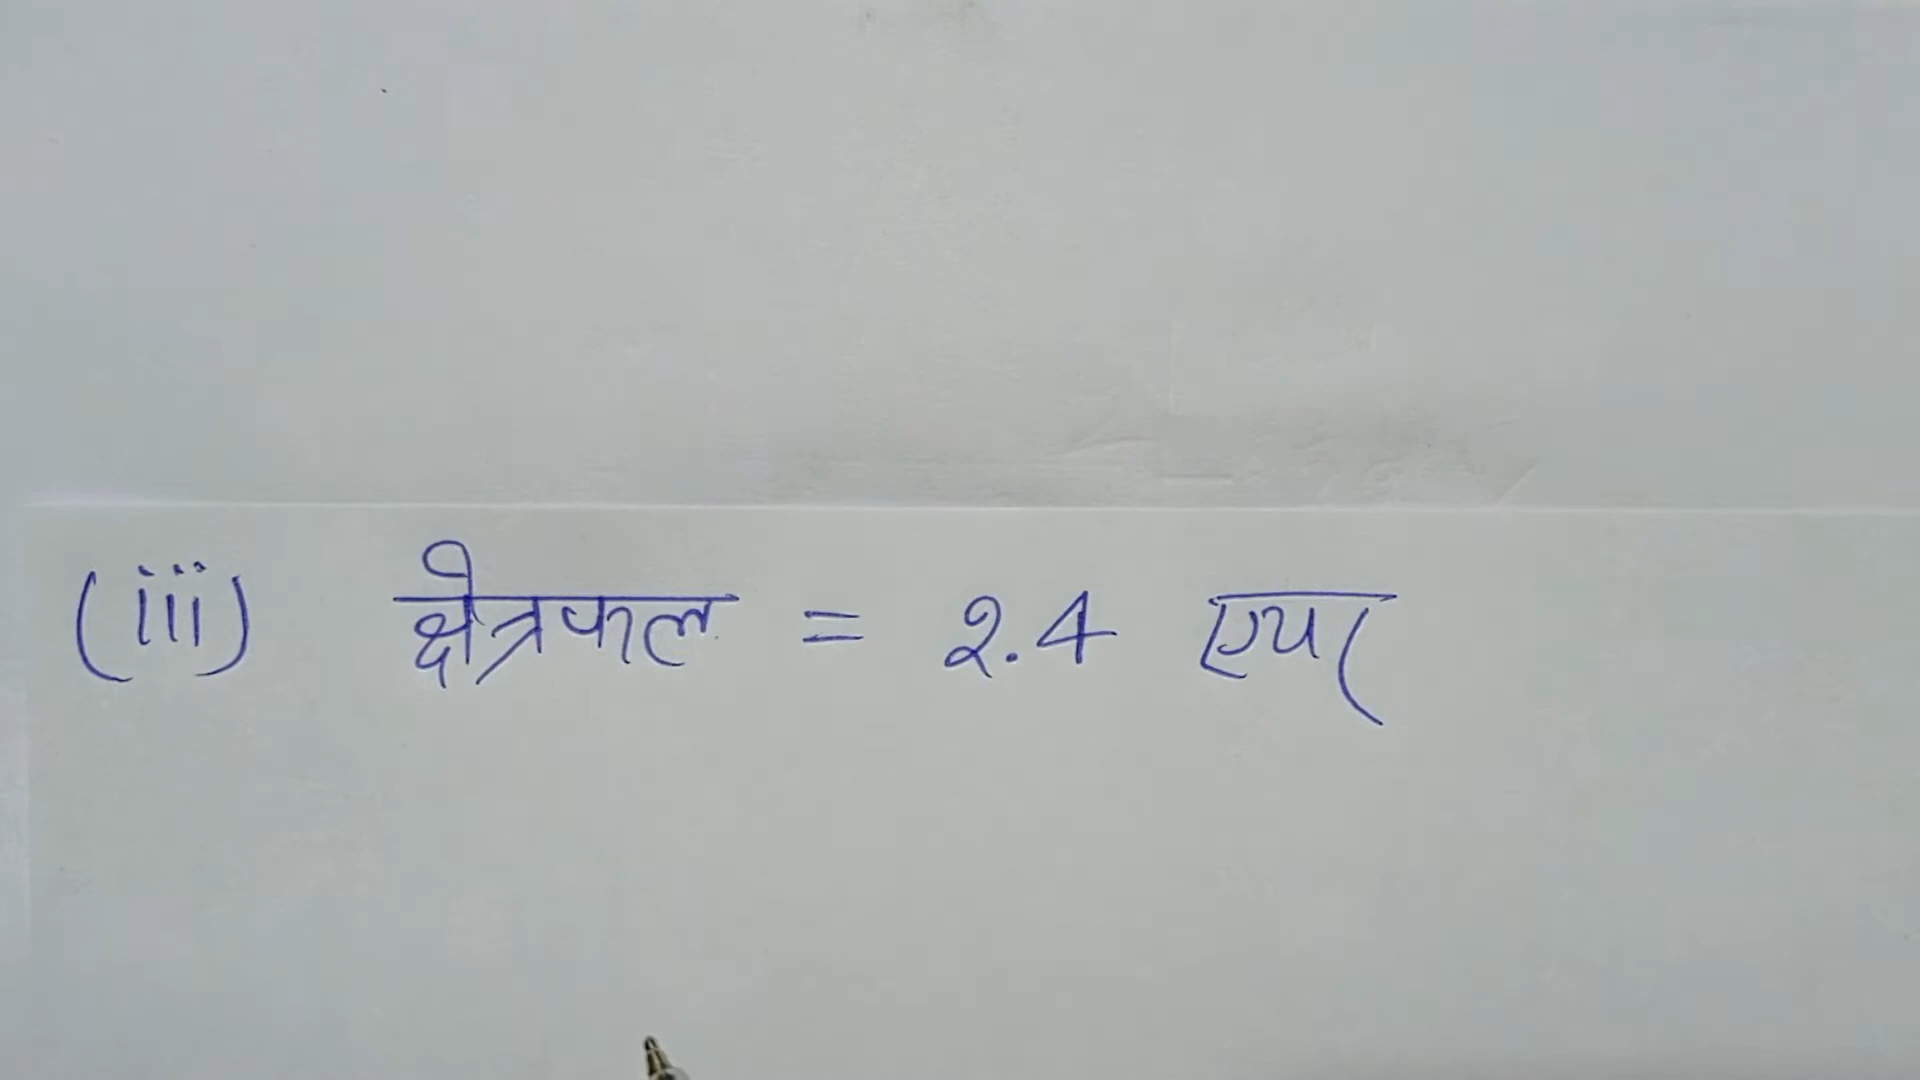 (iii) क्षेत्रफल = 2.4 एयर